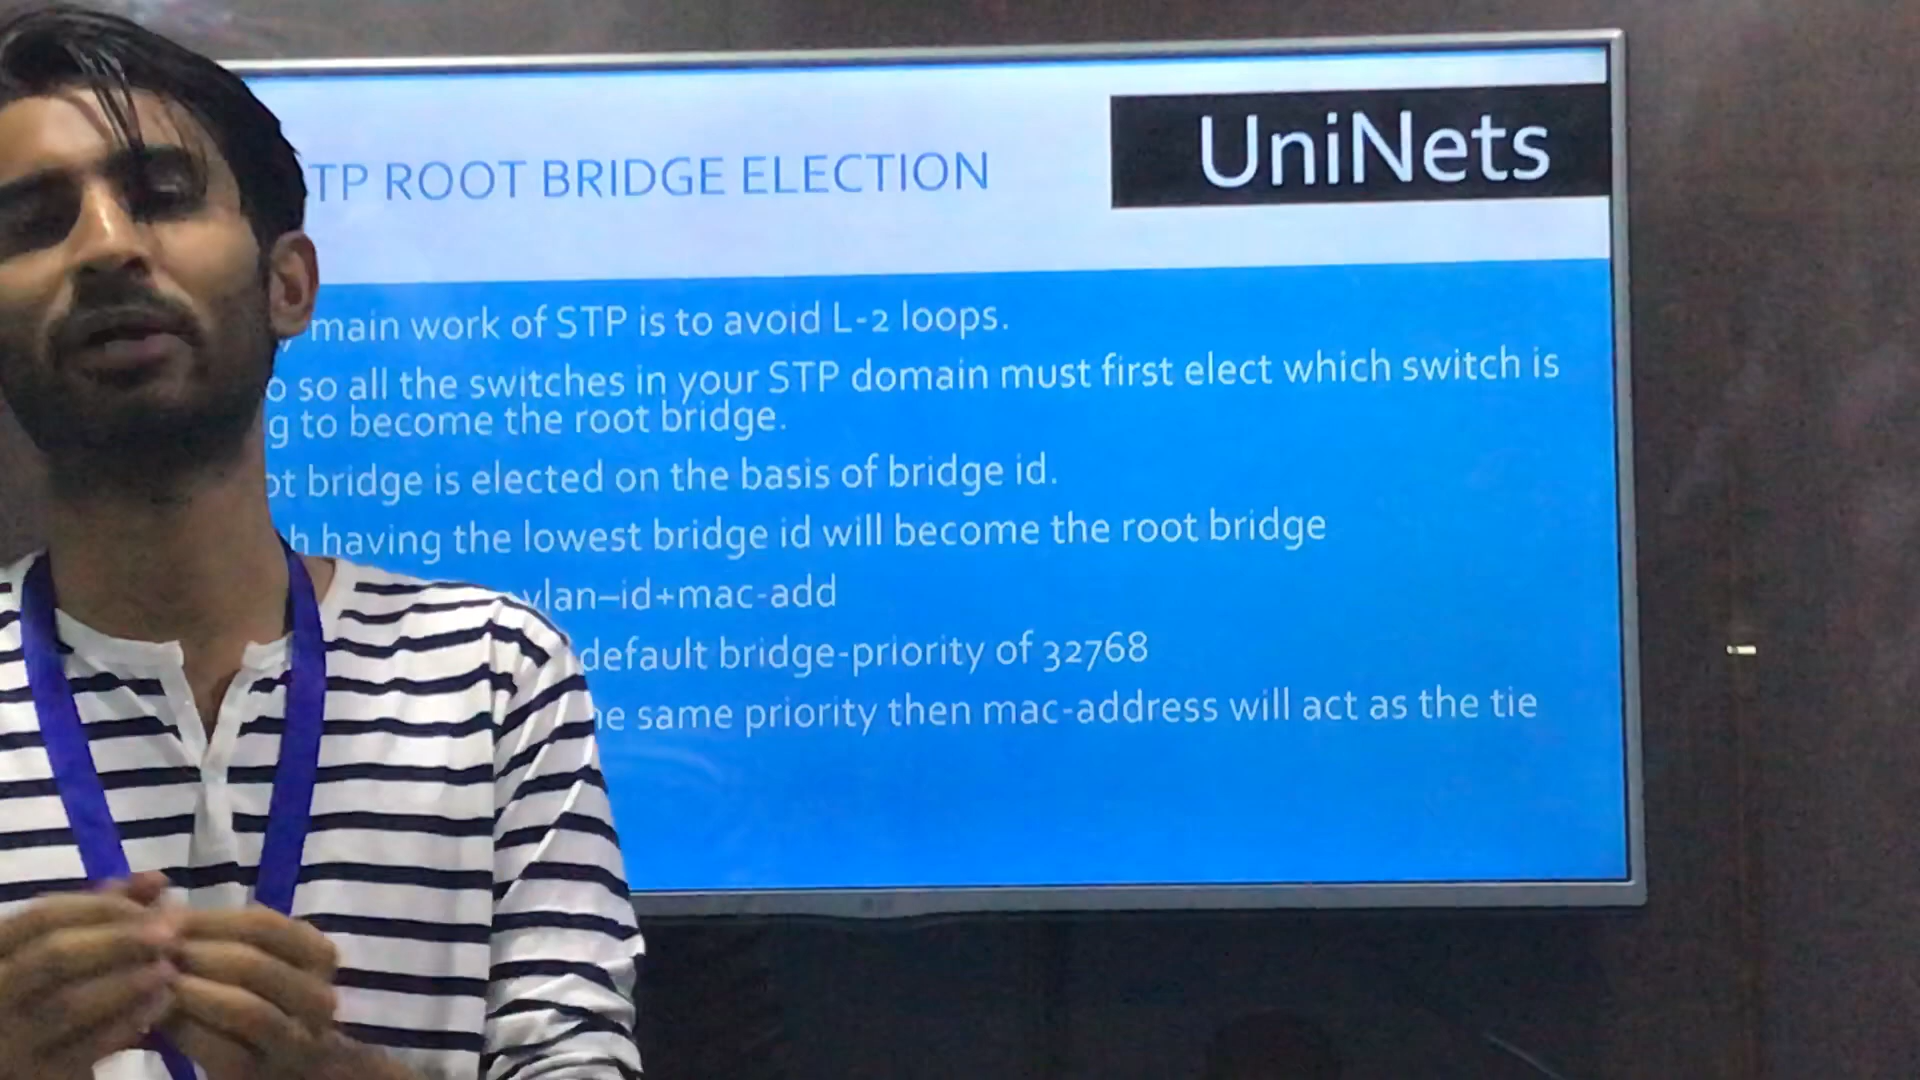 TP ROOT BRIDGE ELECTION
UniNets
main work of STP is to avoid L-2 loops.
so all the switches in your STP domain must first elect which switch is
g to become the root bridge.
bridge is elected on the basis of bridge id.
having the lowest bridge id will become the root bridge
vlan–id+mac-add
default bridge-priority of 32768
same priority then mac-address will act as the tie